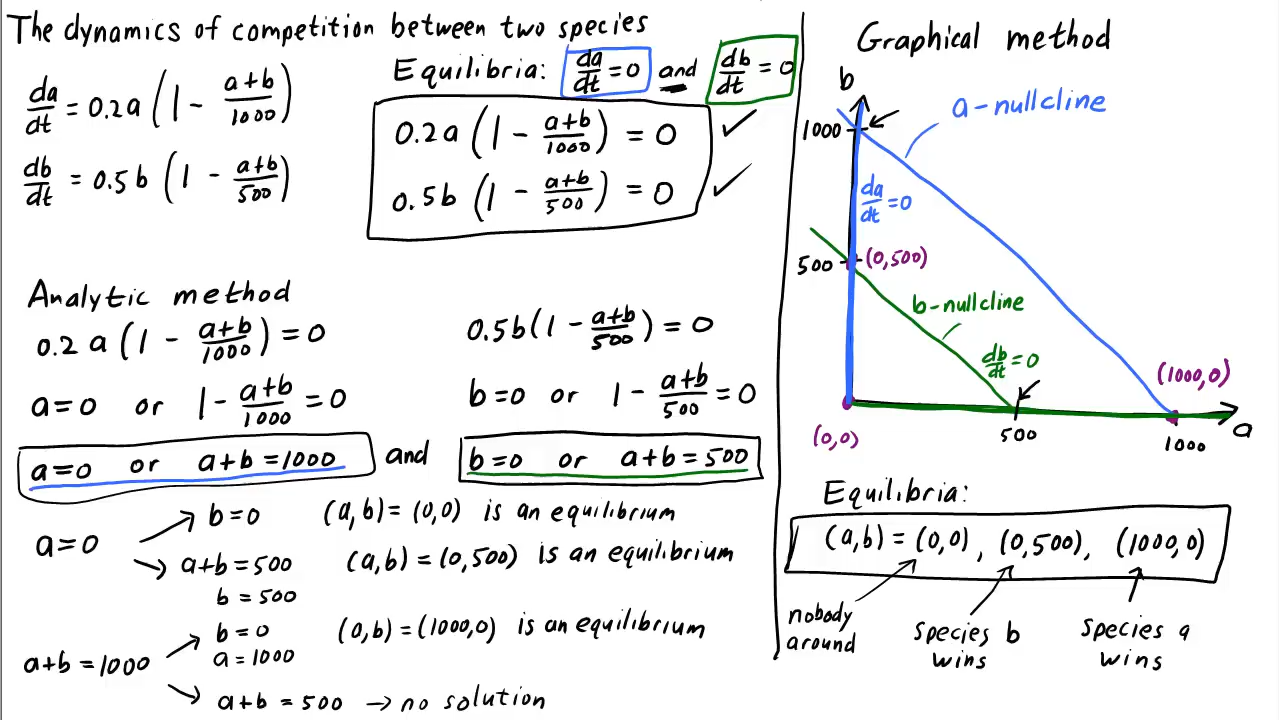 The dynamics of competition between two species
da/dt = 0.2a (1 - (a+b)/1000)
db/dt = 0.5b (1 - (a+b)/500)
Equilibria: da/dt = 0 and db/dt = 0
0.2a (1 - (a+b)/1000) = 0 ✓
0.5b (1 - (a+b)/500) = 0 ✓
Analytic method
0.2a (1 - (a+b)/1000) = 0
a=0 or 1 - (a+b)/1000 = 0
a=0 or a+b=1000
and
0.5b(1 - (a+b)/500) = 0
b=0 or 1 - (a+b)/500 = 0
b=0 or a+b=500
a=0
→ b=0 (a,b)=(0,0) is an equilibrium
→ a+b=500 (a,b)=(0,500) is an equilibrium
b=500
a+b=1000
→ b=0 (0,b)=(1000,0) is an equilibrium
a=1000
→ a+b=500 → no solution
Graphical method
b
a-nullcline
1000
da/dt = 0
500
(0,500)
b-nullcline
db/dt = 0
(1000,0)
(0,0)
500
1000
a
Equilibria:
(a,b) = (0,0), (0,500), (1000,0)
nobody around
species b wins
species a wins